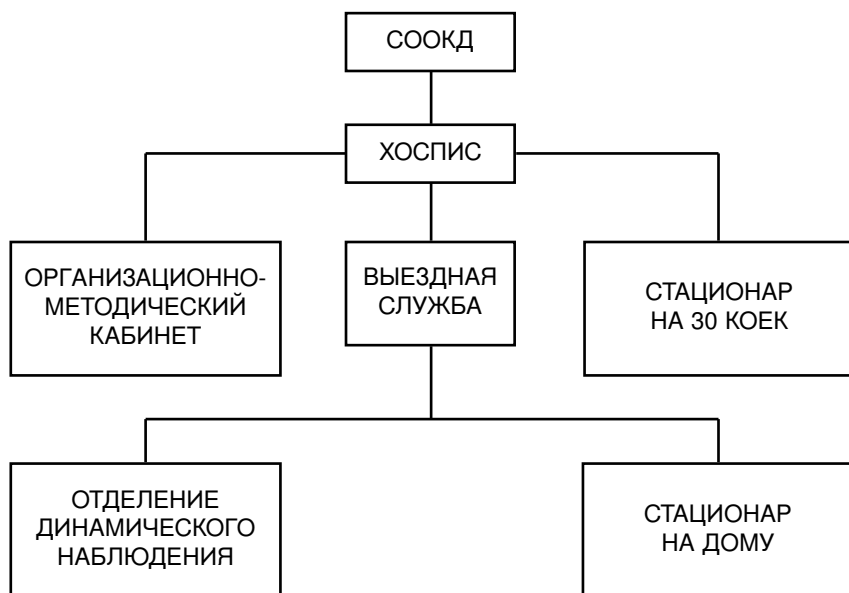 СООКД
ХОСПИС
ОРГАНИЗАЦИОННО-
МЕТОДИЧЕСКИЙ
КАБИНЕТ
ВЫЕЗДНАЯ
СЛУЖБА
СТАЦИОНАР
НА 30 КОЕК
ОТДЕЛЕНИЕ
ДИНАМИЧЕСКОГО
НАБЛЮДЕНИЯ
СТАЦИОНАР
НА ДОМУ